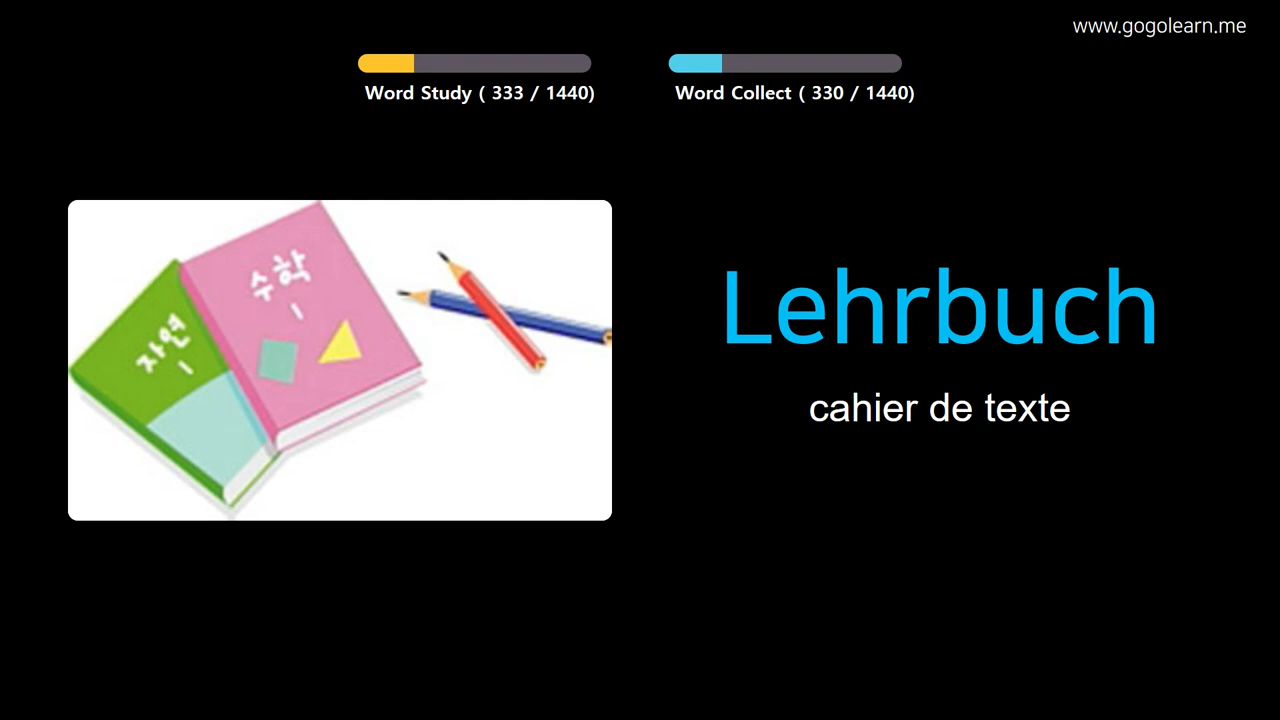 www.gogolearn.me
Word Study ( 333 / 1440)
Word Collect ( 330 / 1440)
수학
1
자연
1
Lehrbuch
cahier de texte